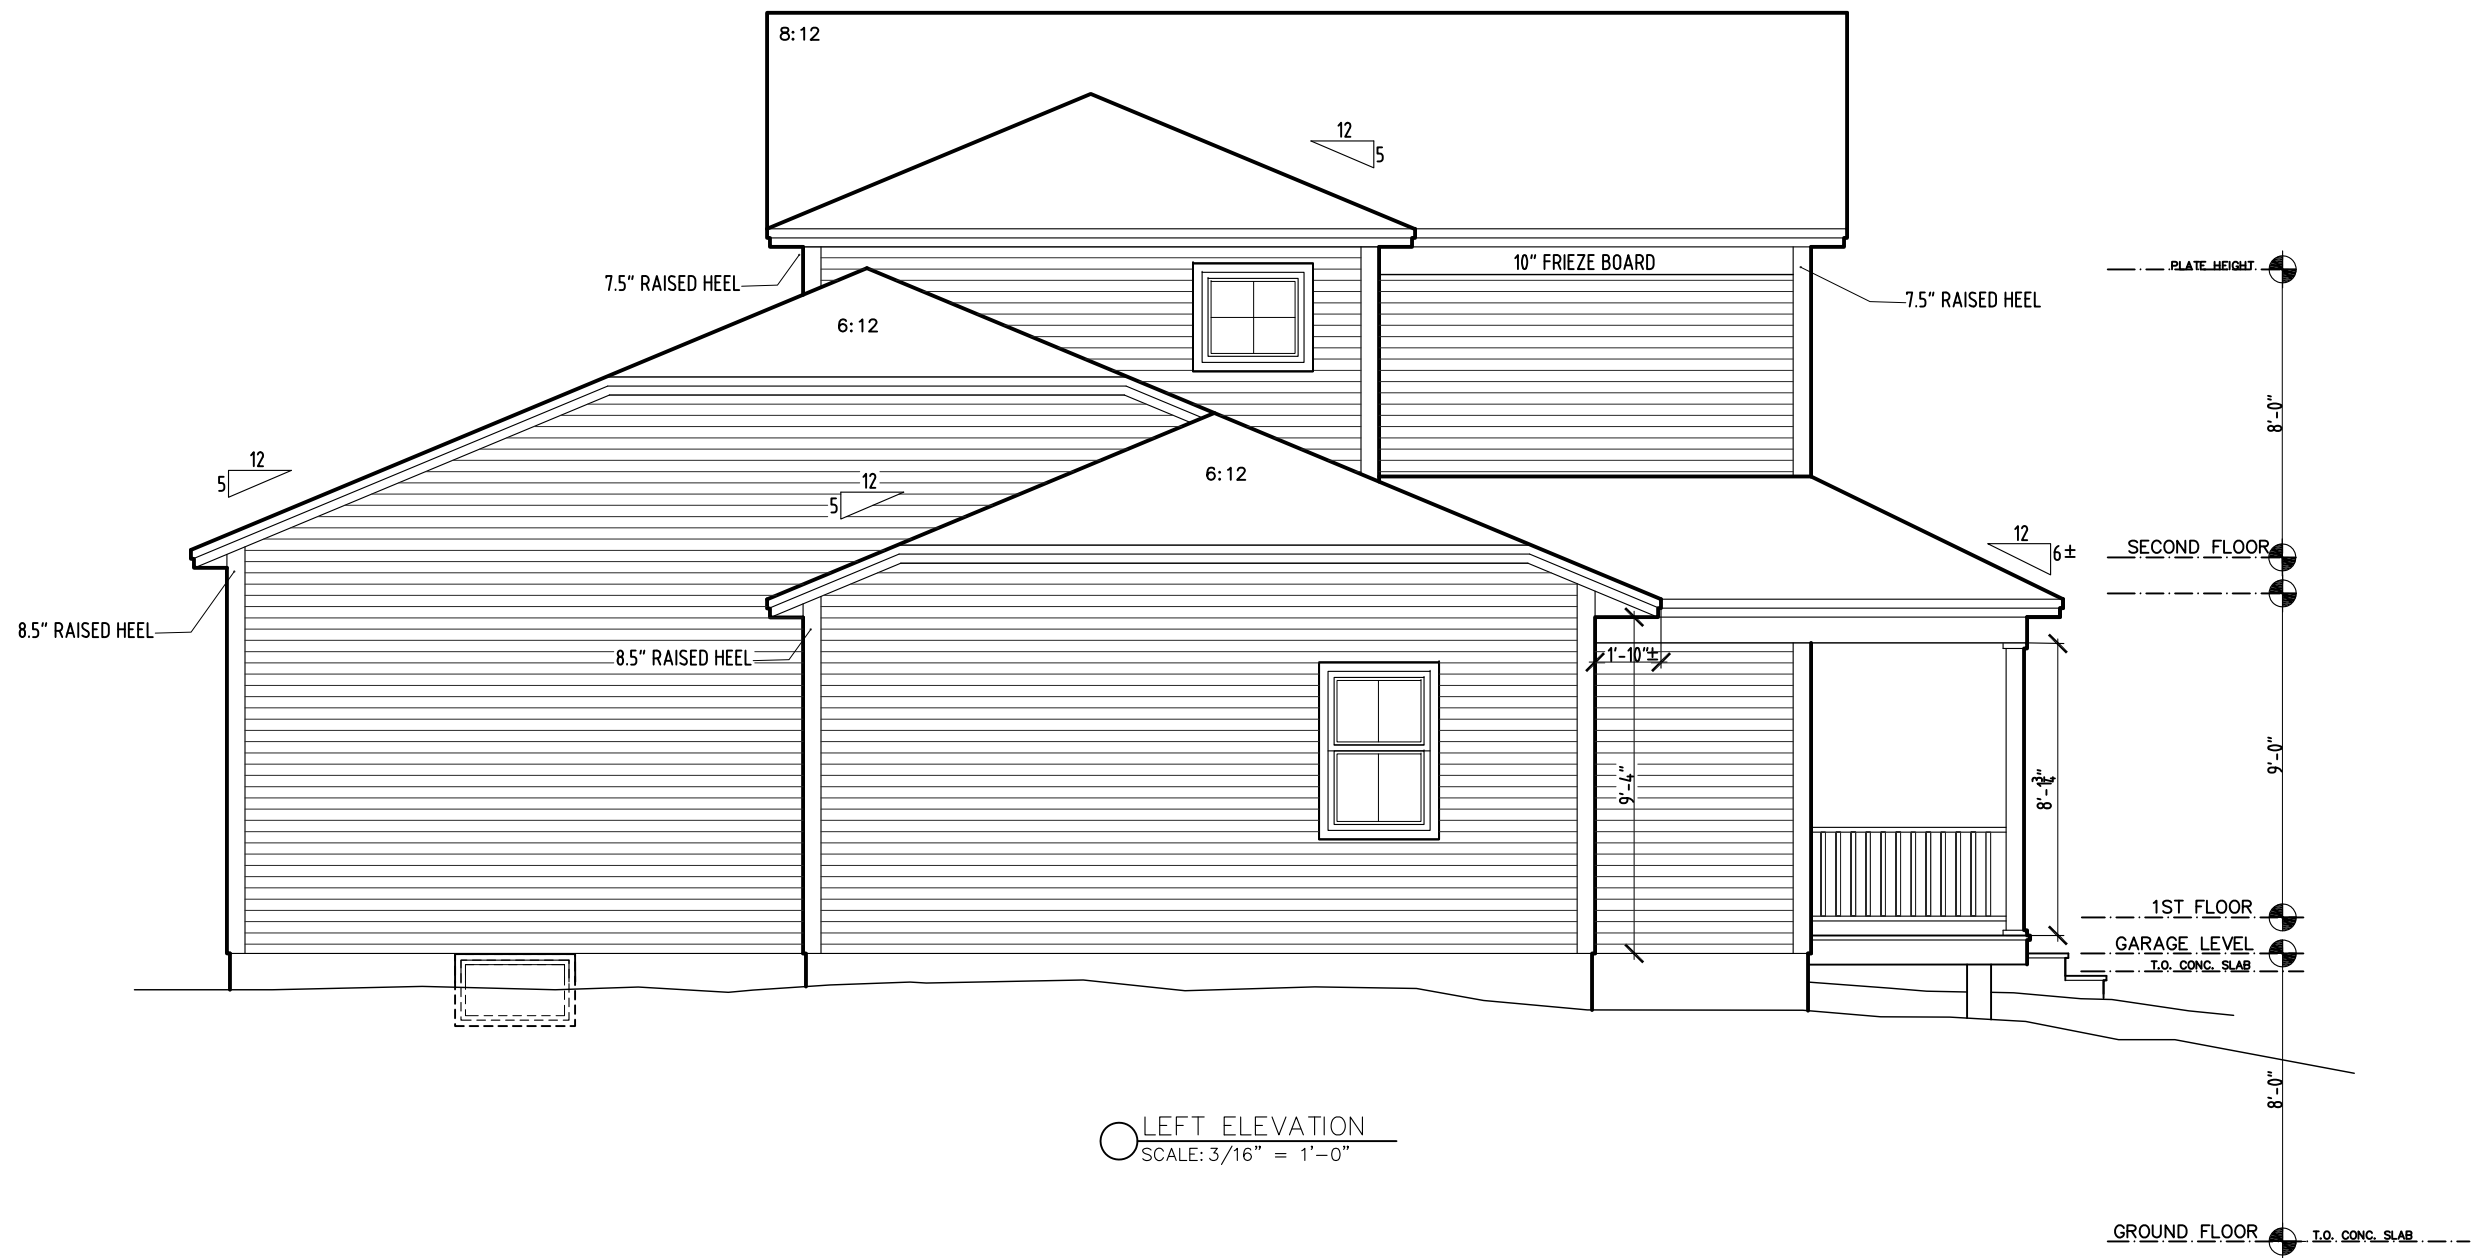 8:12
12
5
10" FRIEZE BOARD
PLATE HEIGHT
7.5" RAISED HEEL
7.5" RAISED HEEL
6:12
8'-0"
12
5
12
5
6:12
12
6±
SECOND FLOOR
8.5" RAISED HEEL
8.5" RAISED HEEL
1'-10"±
9'-4"
8'-1¾"
9'-0"
1ST FLOOR
GARAGE LEVEL
T.O. CONC. SLAB
8'-0"
LEFT ELEVATION
SCALE: 3/16" = 1'-0"
GROUND FLOOR
T.O. CONC. SLAB